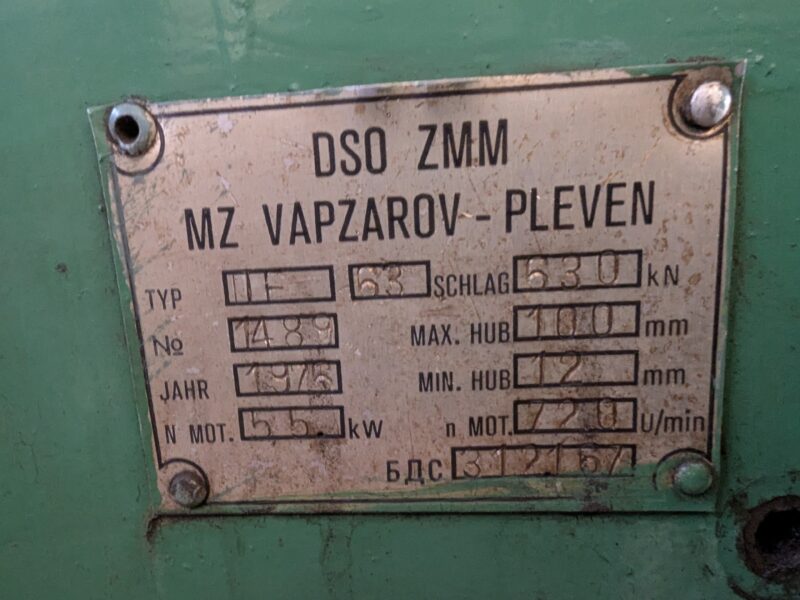 DSO ZMM
MZ VAPZAROV - PLEVEN
TYP ПЕ 63 SCHLAG 630 kN
№ 1489 MAX. HUB 100 mm
JAHR MIN. HUB 12 mm
N MOT. 5.5 kW n MOT. 720 U/min
БДС